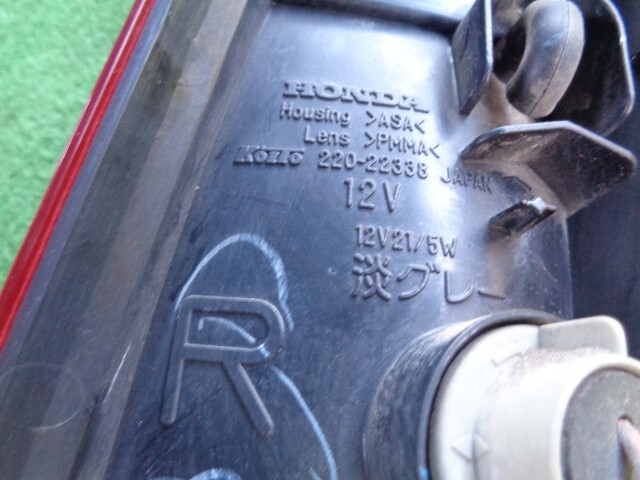 HONDA
Housing >ASA<
Lens >PMMA<
KOITO 220-22338 JAPAN
12V
12V21/5W
淡グレー
R